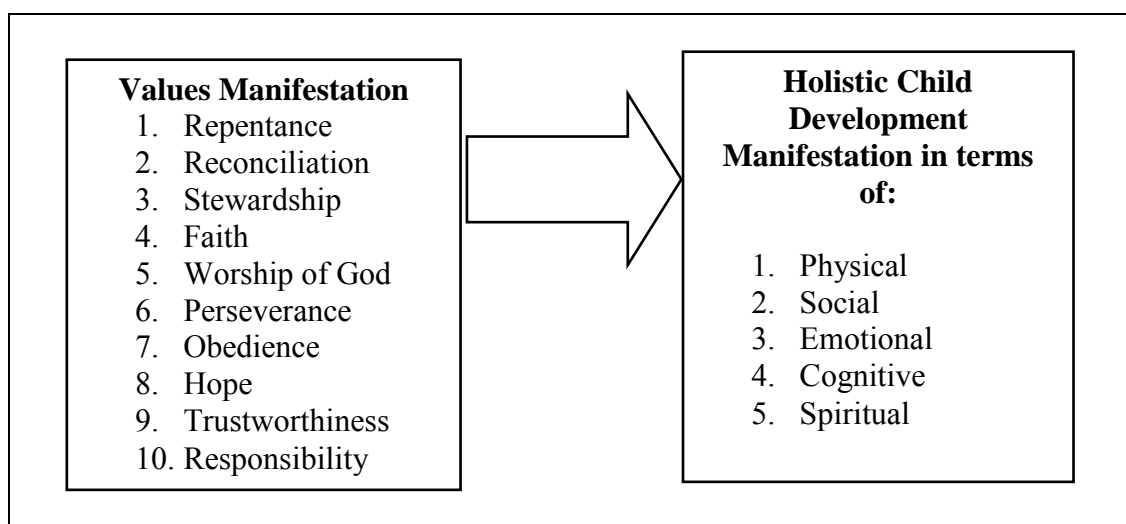 Values Manifestation
1. Repentance
2. Reconciliation
3. Stewardship
4. Faith
5. Worship of God
6. Perseverance
7. Obedience
8. Hope
9. Trustworthiness
10. Responsibility
Holistic Child
Development
Manifestation in terms
of:
1. Physical
2. Social
3. Emotional
4. Cognitive
5. Spiritual